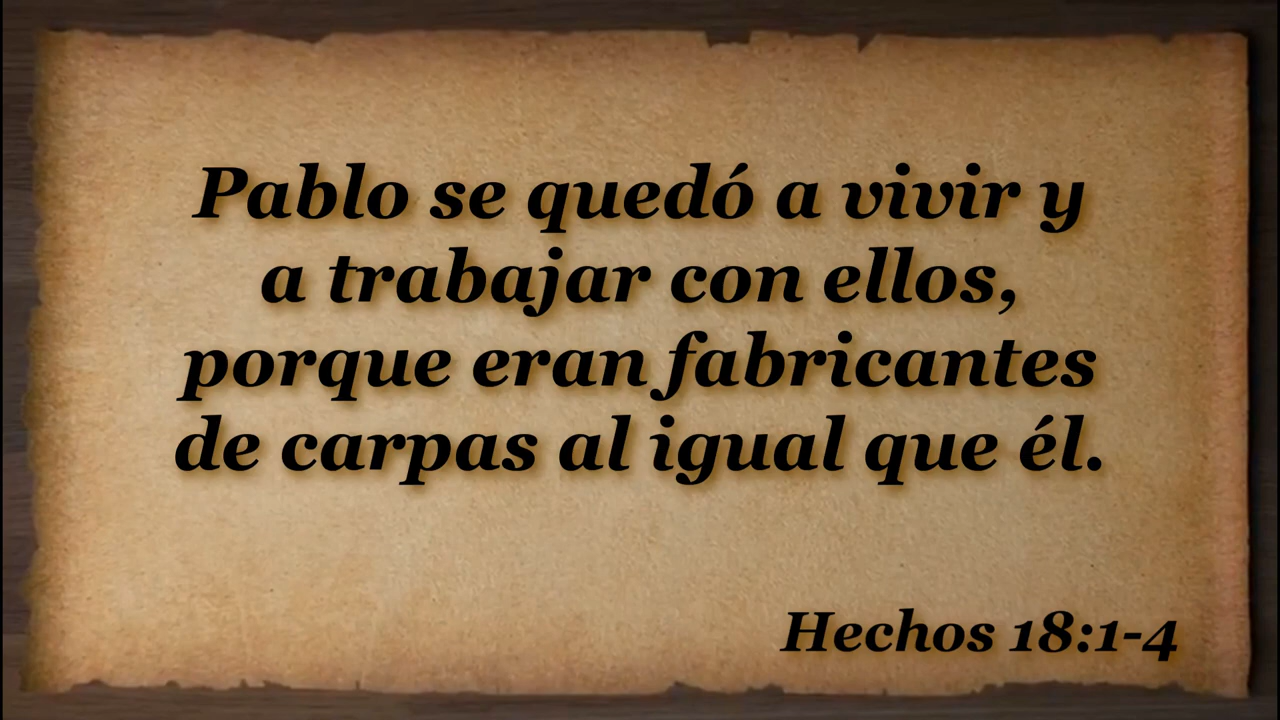 Pablo se quedó a vivir y
a trabajar con ellos,
porque eran fabricantes
de carpas al igual que él.
Hechos 18:1-4